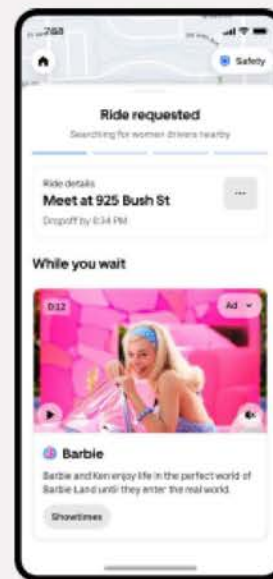 Safety
Ride requested
Searching for women drivers nearby
Ride details
Meet at 925 Bush St
Dropoff by 6:34 PM
While you wait
0:12
Ad
Barbie
Barbie and Ken enjoy life in the perfect world of
Barbie Land until they enter the real world.
Showtimes